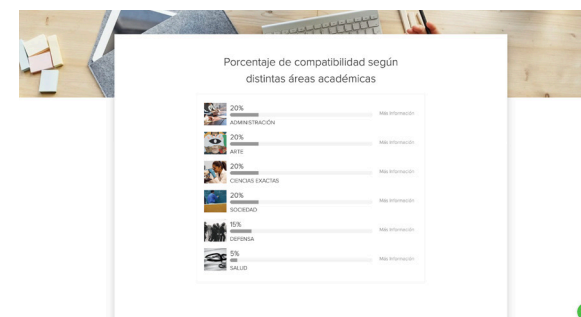 Porcentaje de compatibilidad según
distintas áreas académicas
20%
Más Información
ADMINISTRACIÓN
20%
Más Información
ARTE
20%
Más Información
CIENCIAS EXACTAS
20%
Más Información
SOCIEDAD
15%
Más Información
DEFENSA
5%
Más Información
SALUD